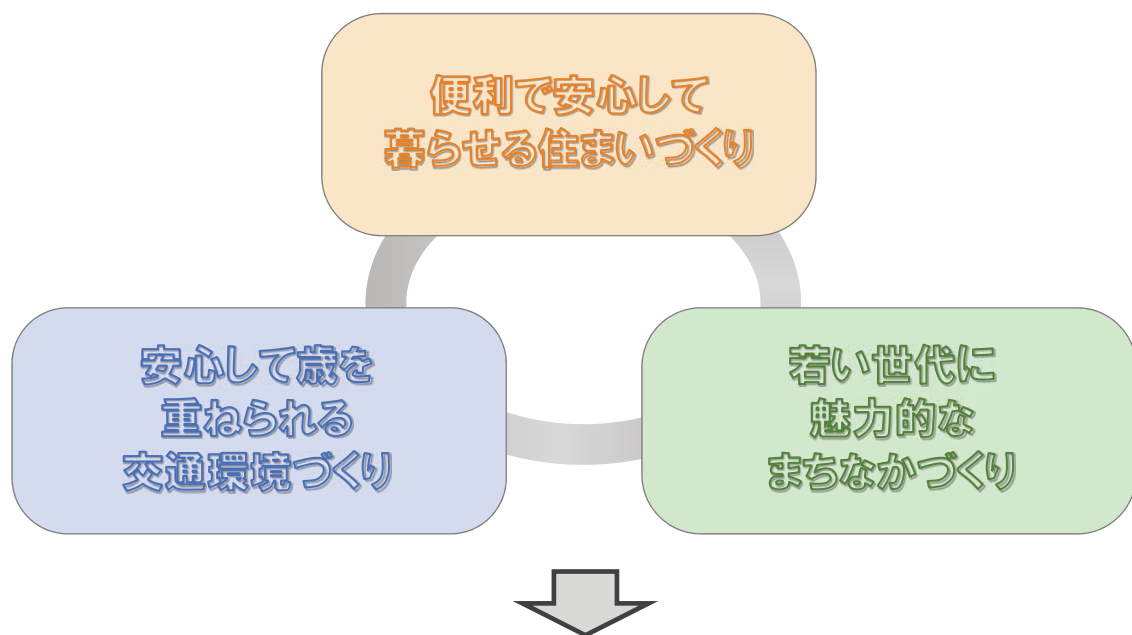 便利で安心して
暮らせる住まいづくり
安心して歳を
重ねられる
交通環境づくり
若い世代に
魅力的な
まちなかづくり